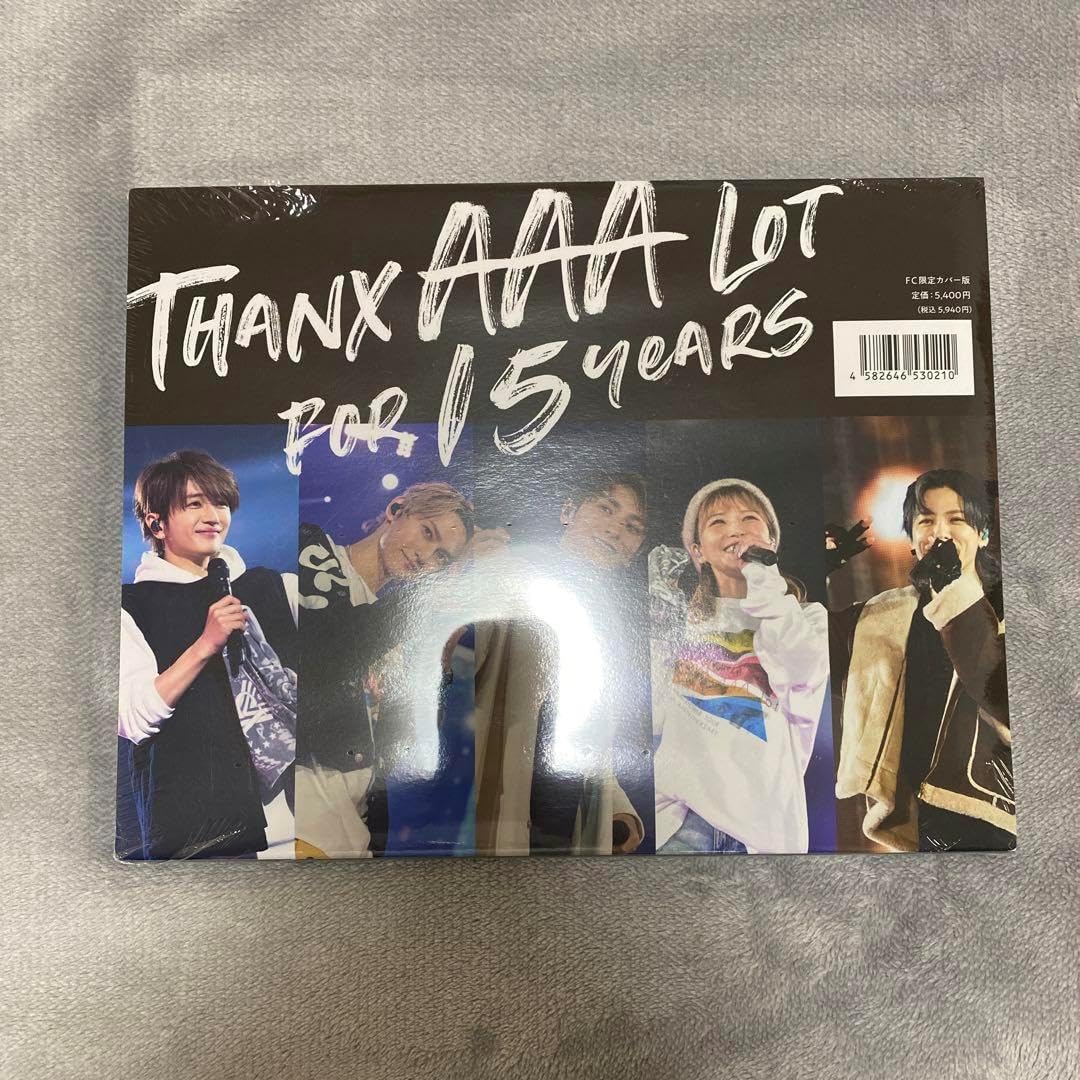 THANX AAA LOT
FOR 15 YeARS
FC限定カバー版
定価：5,400円
（税込 5,940円）
4 582646 530210